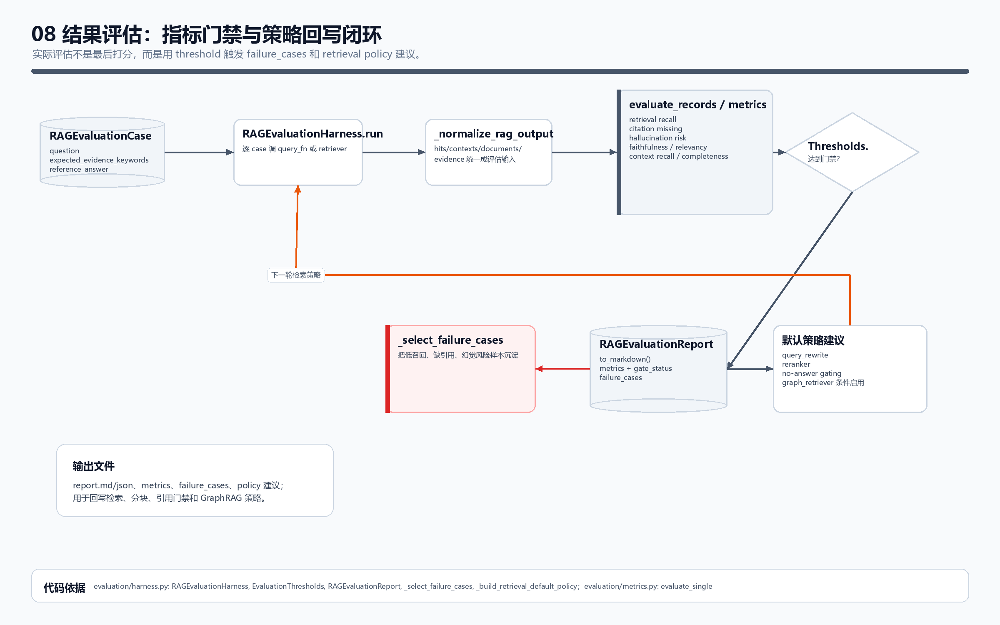 08 结果评估：指标门禁与策略回写闭环
实际评估不是最后打分，而是用 threshold 触发 failure_cases 和 retrieval policy 建议。
RAGEvaluationCase
question
expected_evidence_keywords
reference_answer
RAGEvaluationHarness.run
逐 case 调 query_fn 或 retriever
_normalize_rag_output
hits/contexts/documents/
evidence 统一成评估输入
evaluate_records / metrics
retrieval recall
citation missing
hallucination risk
faithfulness / relevancy
context recall / completeness
Thresholds.
达到门禁？
下一轮检索策略
_select_failure_cases
把低召回、缺引用、幻觉风险样本沉淀
RAGEvaluationReport
to_markdown()
metrics + gate_status
failure_cases
默认策略建议
query_rewrite
reranker
no-answer gating
graph_retriever 条件启用
输出文件
report.md/json、metrics、failure_cases、policy 建议；
用于回写检索、分块、引用门禁和 GraphRAG 策略。
代码依据 evaluation/harness.py: RAGEvaluationHarness, EvaluationThresholds, RAGEvaluationReport, _select_failure_cases, _build_retrieval_default_policy；evaluation/metrics.py: evaluate_single